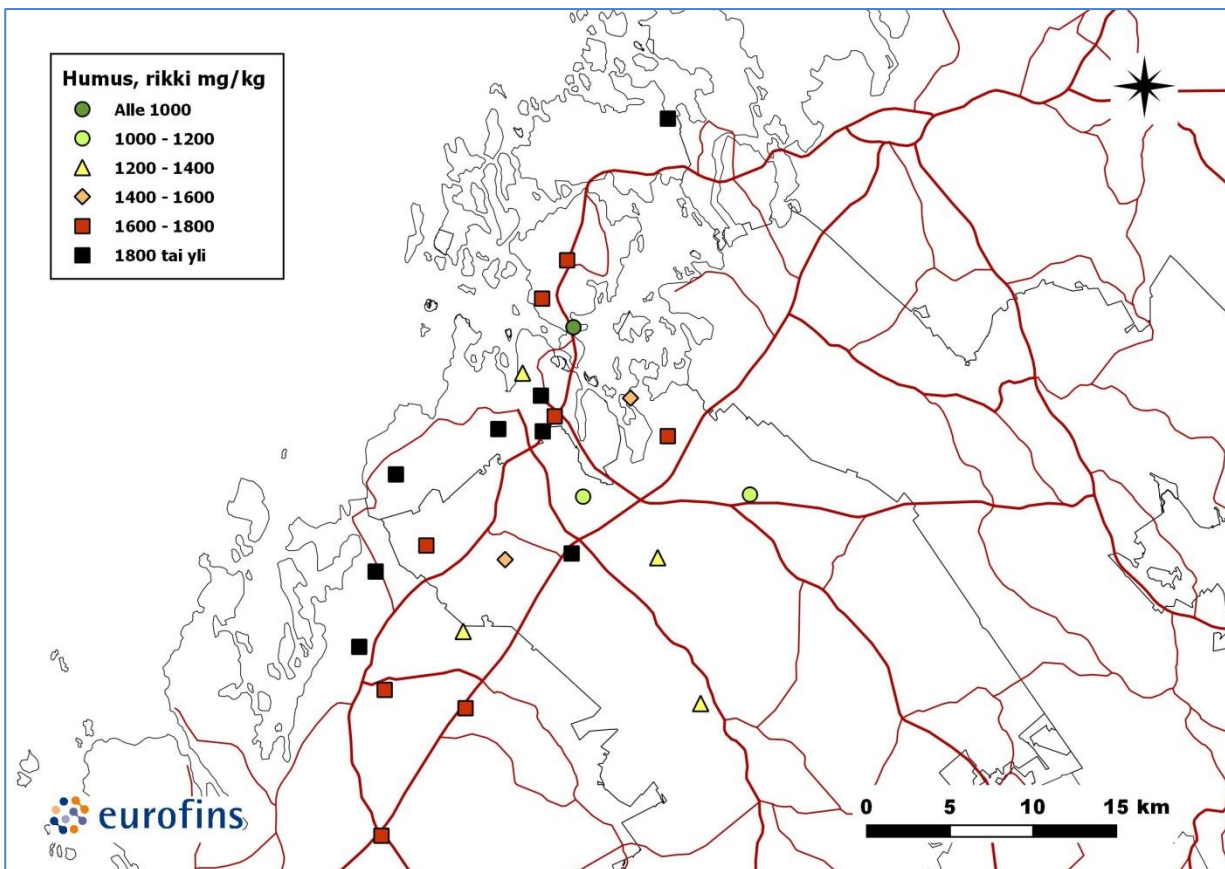 Humus, rikki mg/kg
Alle 1000
1000 - 1200
1200 - 1400
1400 - 1600
1600 - 1800
1800 tai yli
eurofins
0 5 10 15 km